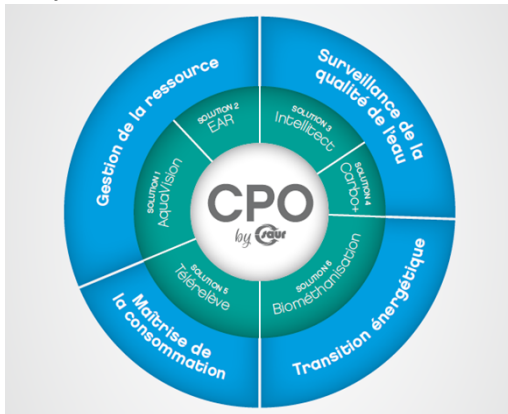 Gestion de la ressource
Surveillance de la
qualité de l'eau
SOLUTION 1
AquaVision
SOLUTION 2
EAR
SOLUTION 3
Intellitect
SOLUTION 4
Carbo+
CPO
by Saur
SOLUTION 5
Télérelève
SOLUTION 6
Biométhanisation
Maîtrise de
la consommation
Transition énergétique